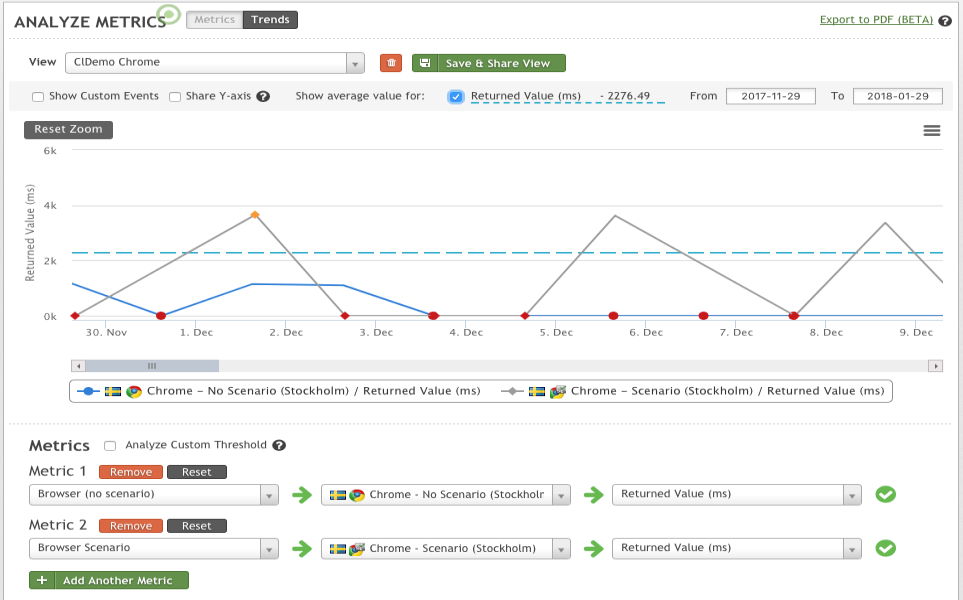 ANALYZE METRICS Metrics Trends Export to PDF (BETA) ?
View ClDemo Chrome Save & Share View
Show Custom Events Share Y-axis ? Show average value for: Returned Value (ms) - 2276.49 From 2017-11-29 To 2018-01-29
Reset Zoom
6k
4k
2k
0k
Returned Value (ms)
30. Nov 1. Dec 2. Dec 3. Dec 4. Dec 5. Dec 6. Dec 7. Dec 8. Dec 9. Dec
Chrome – No Scenario (Stockholm) / Returned Value (ms) Chrome – Scenario (Stockholm) / Returned Value (ms)
Metrics Analyze Custom Threshold ?
Metric 1 Remove Reset
Browser (no scenario) Chrome - No Scenario (Stockholr Returned Value (ms)
Metric 2 Remove Reset
Browser Scenario Chrome - Scenario (Stockholm) Returned Value (ms)
+ Add Another Metric